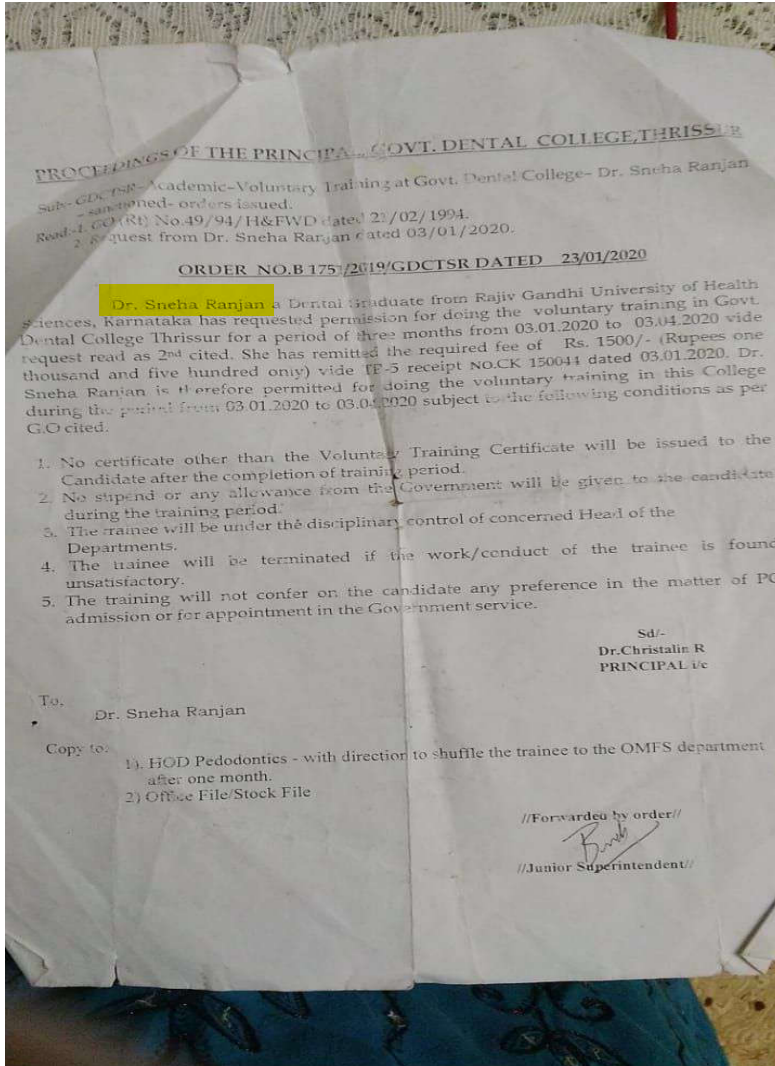 PROCEEDINGS OF THE PRINCIPAL, GOVT. DENTAL COLLEGE,THRISSUR
Sub:- GDCTSR-Academic-Voluntary Training at Govt. Dental College- Dr. Sneha Ranjan
- sanctioned- orders issued.
Read:-1. GO (Rt) No.49/94/H&FWD dated 22/02/1994.
2. Request from Dr. Sneha Ranjan dated 03/01/2020.
ORDER NO.B 1751/2019/GDCTSR DATED 23/01/2020
Dr. Sneha Ranjan a Dental Graduate from Rajiv Gandhi University of Health
Sciences, Karnataka has requested permission for doing the voluntary training in Govt.
Dental College Thrissur for a period of three months from 03.01.2020 to 03.04.2020 vide
request read as 2nd cited. She has remitted the required fee of Rs. 1500/- (Rupees one
thousand and five hundred only) vide TF-5 receipt NO.CK 150044 dated 03.01.2020. Dr.
Sneha Ranjan is therefore permitted for doing the voluntary training in this College
during the period from 03.01.2020 to 03.04.2020 subject to the following conditions as per
G.O cited.
1. No certificate other than the Voluntary Training Certificate will be issued to the
Candidate after the completion of training period.
2. No stipend or any allowance from the Government will be given to the candidate
during the training period.
3. The trainee will be under the disciplinary control of concerned Head of the
Departments.
4. The trainee will be terminated if the work/conduct of the trainee is found
unsatisfactory.
5. The training will not confer on the candidate any preference in the matter of PG
admission or for appointment in the Government service.
Sd/-
Dr.Christalin R
PRINCIPAL i/c
To,
Dr. Sneha Ranjan
Copy to:
1). HOD Pedodontics - with direction to shuffle the trainee to the OMFS department
after one month.
2) Office File/Stock File
//Forwarded by order//
//Junior Superintendent//